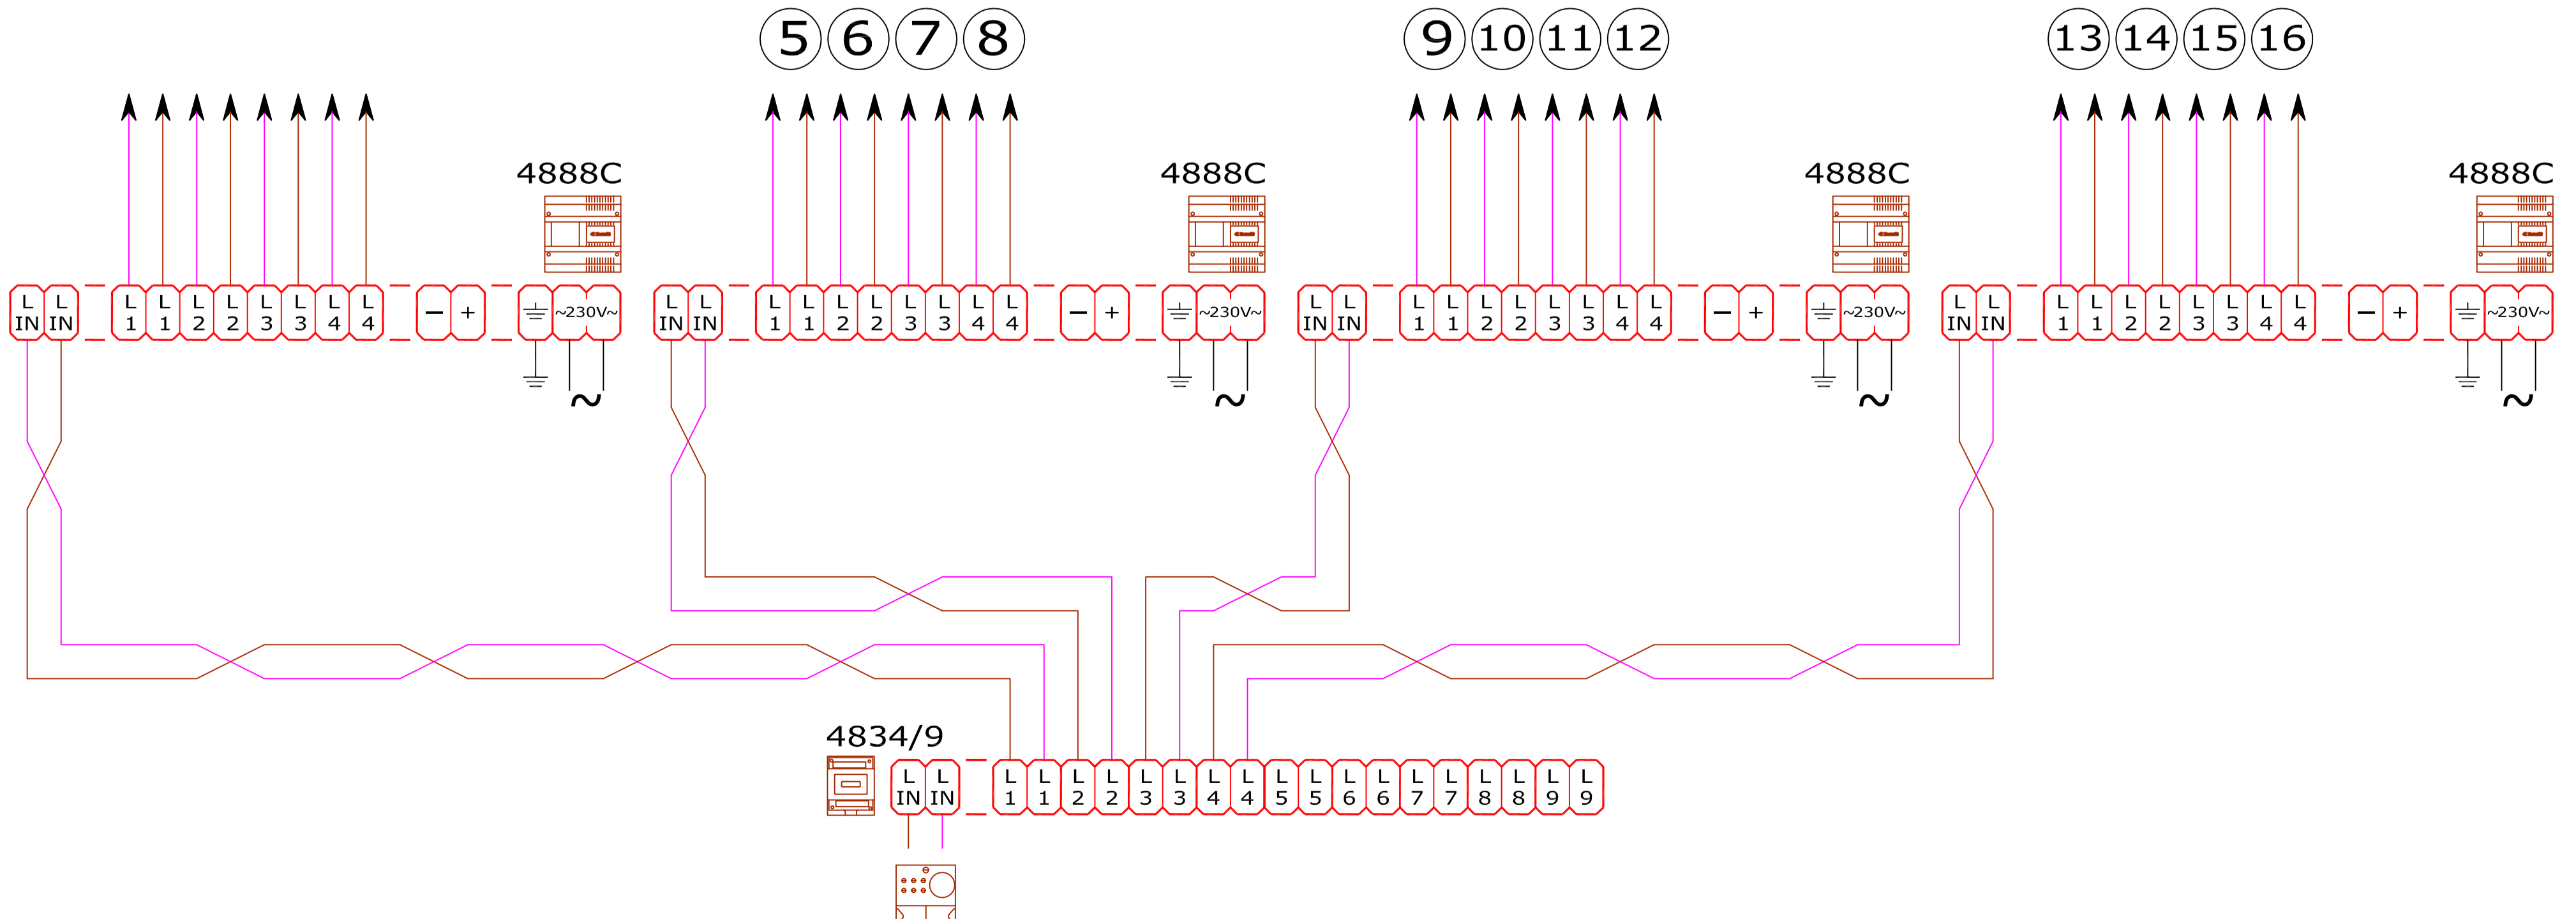 5 6 7 8 9 10 11 12 13 14 15 16
4888C 4888C 4888C 4888C
L L L L L L L L L L L L L L L L L L L L L L L L L L L L L L L L L L L L L L L L
IN IN 1 1 2 2 3 3 4 4 − + ~230V~ IN IN 1 1 2 2 3 3 4 4 − + ~230V~ IN IN 1 1 2 2 3 3 4 4 − + ~230V~ IN IN 1 1 2 2 3 3 4 4 − + ~230V~
~ ~ ~ ~
4834/9
L L L L L L L L L L L L L L L L L L L L
IN IN 1 1 2 2 3 3 4 4 5 5 6 6 7 7 8 8 9 9